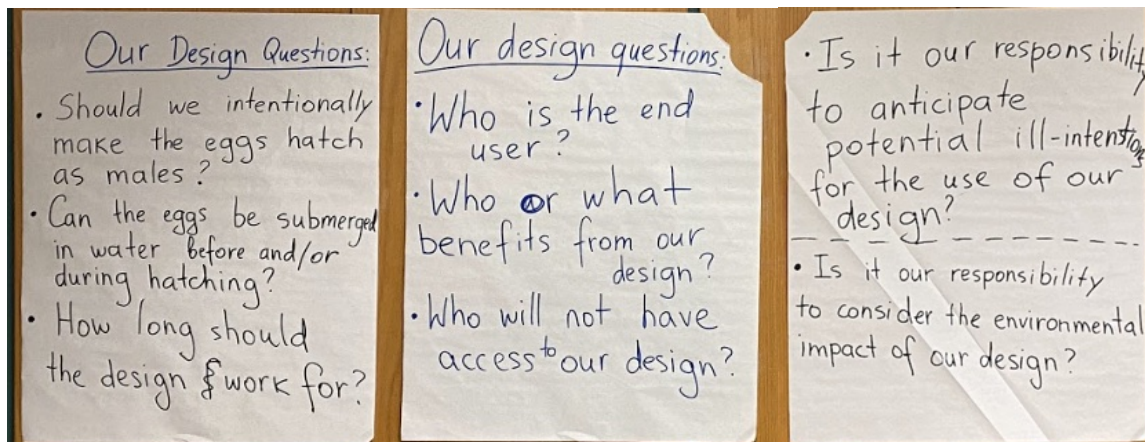 Our Design Questions:
• Should we intentionally
make the eggs hatch
as males?
• Can the eggs be submerged
in water before and/or
during hatching?
• How long should
the design work for?
Our design questions:
• Who is the end
user?
• Who or what
benefits from our
design?
• Who will not have
access to our design?
• Is it our responsibility
to anticipate
potential ill-intentions
for the use of our
design?
• Is it our responsibility
to consider the environmental
impact of our design?